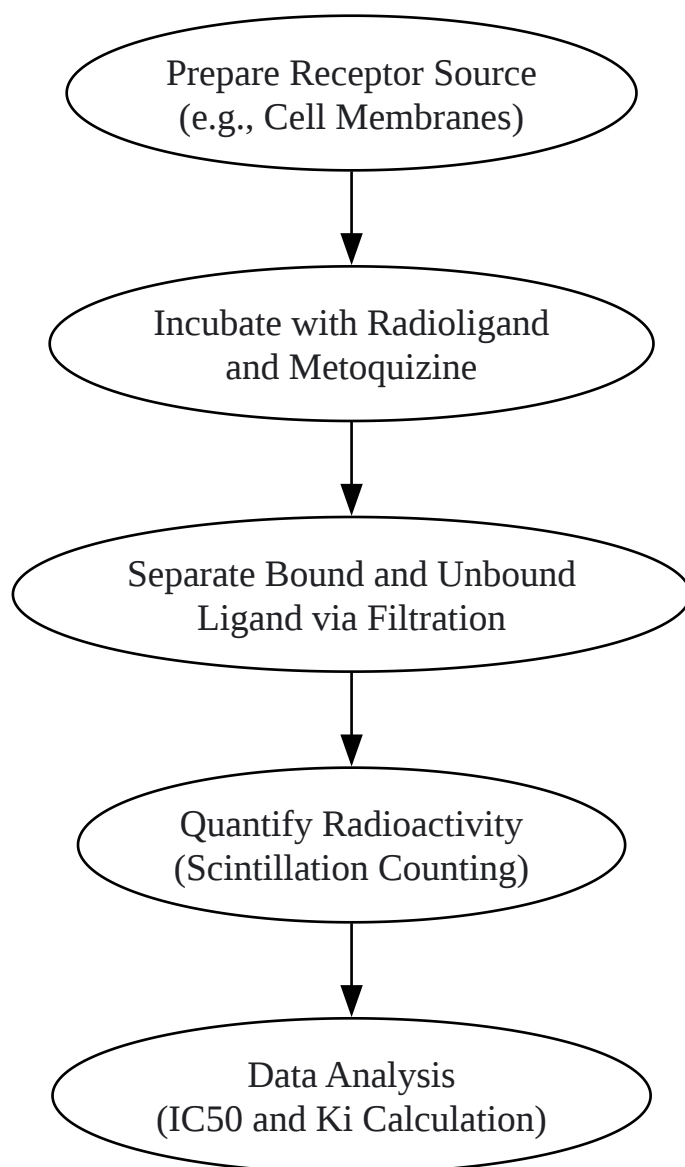 Prepare Receptor Source
(e.g., Cell Membranes)
Incubate with Radioligand
and Metoquizine
Separate Bound and Unbound
Ligand via Filtration
Quantify Radioactivity
(Scintillation Counting)
Data Analysis
(IC50 and Ki Calculation)